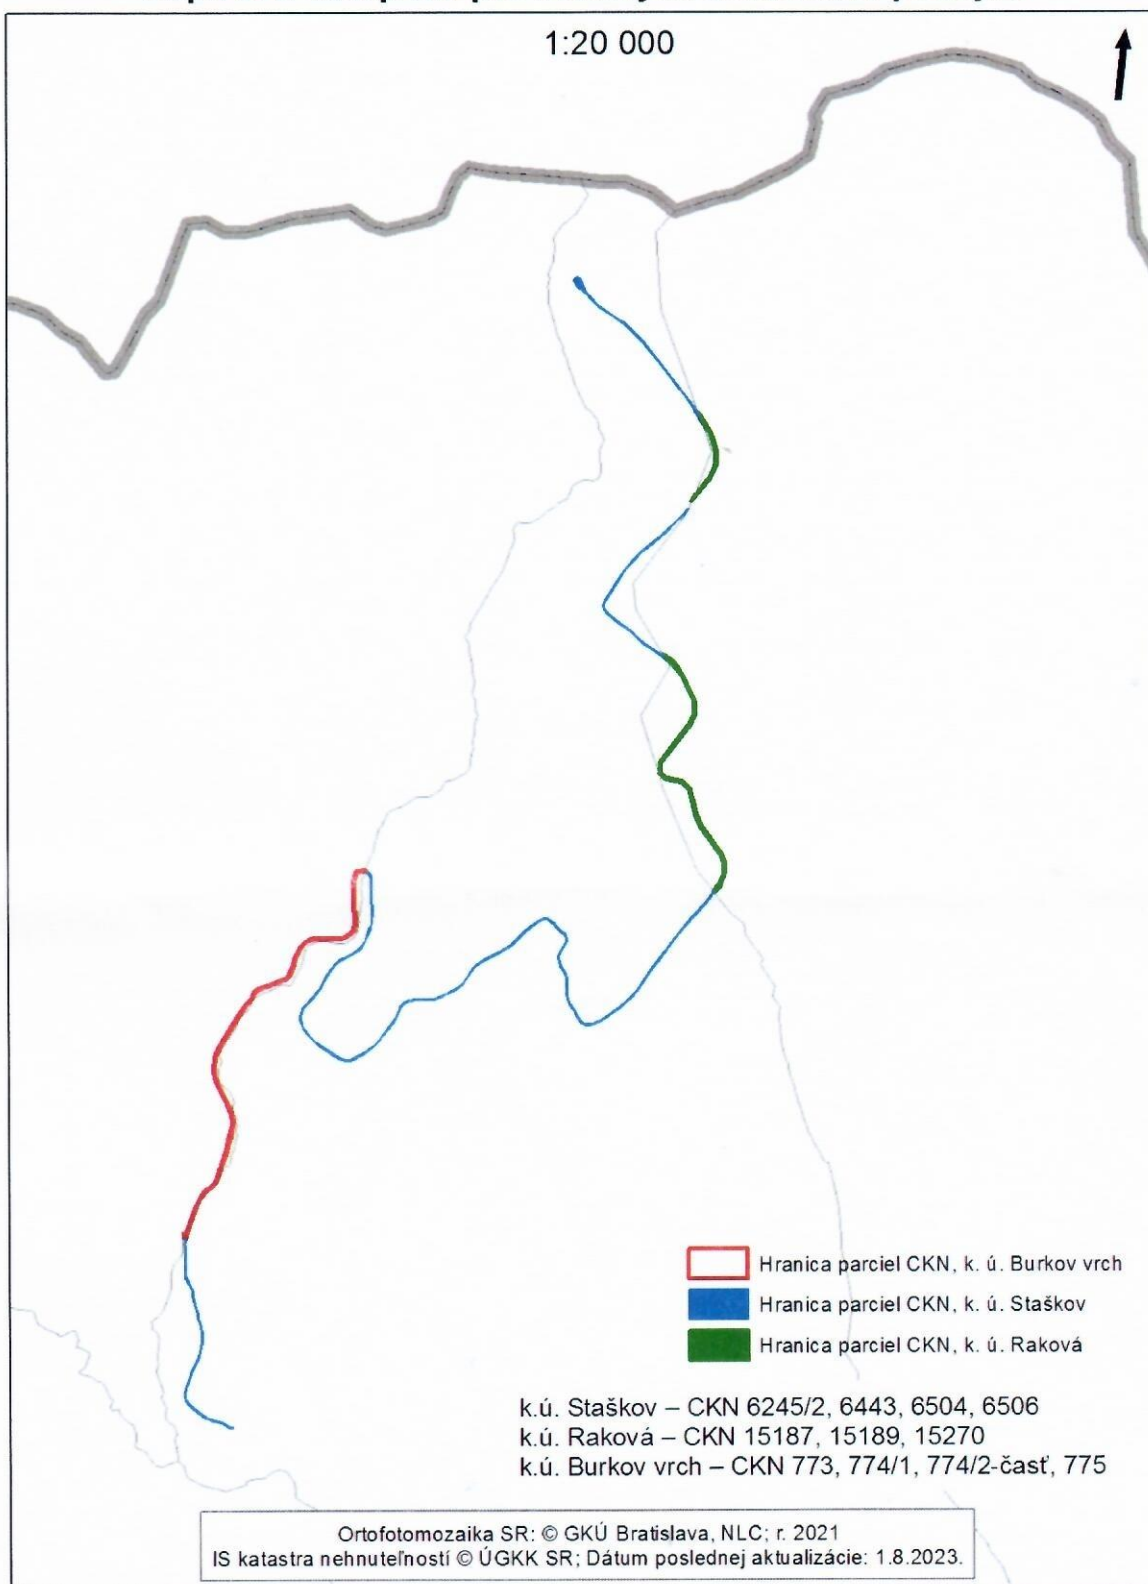 1:20 000
Hranica parciel CKN, k. ú. Burkov vrch
Hranica parciel CKN, k. ú. Staškov
Hranica parciel CKN, k. ú. Raková
k.ú. Staškov – CKN 6245/2, 6443, 6504, 6506
k.ú. Raková – CKN 15187, 15189, 15270
k.ú. Burkov vrch – CKN 773, 774/1, 774/2-časť, 775
Ortofotomozaika SR: © GKÚ Bratislava, NLC; r. 2021
IS katastra nehnuteľností © ÚGKK SR; Dátum poslednej aktualizácie: 1.8.2023.